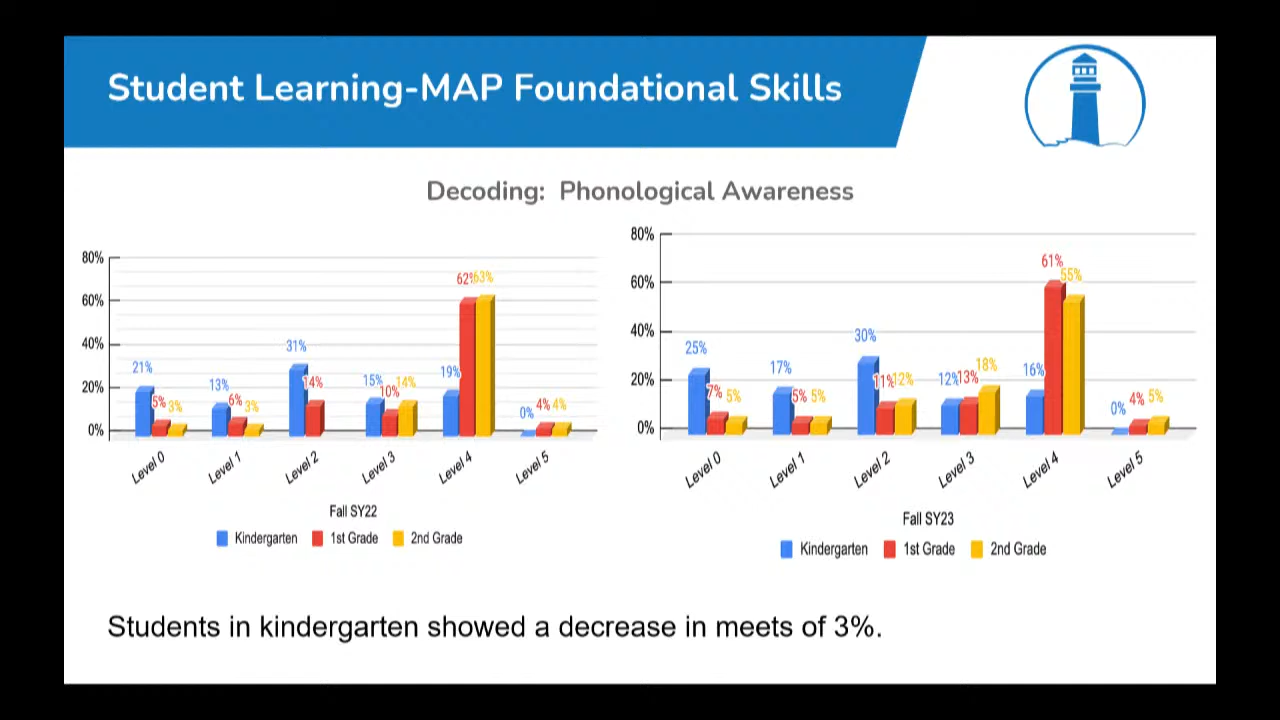 Student Learning-MAP Foundational Skills
Decoding: Phonological Awareness
80%
60%
40%
20%
0%
21%
5%
3%
13%
6%
3%
31%
14%
15%
10%
14%
19%
62%
63%
0%
4%
4%
Level 0
Level 1
Level 2
Level 3
Level 4
Level 5
Fall SY22
Kindergarten 1st Grade 2nd Grade
80%
60%
40%
20%
0%
25%
7%
5%
17%
5%
5%
30%
11%
12%
12%
13%
18%
16%
61%
55%
0%
4%
5%
Level 0
Level 1
Level 2
Level 3
Level 4
Level 5
Fall SY23
Kindergarten 1st Grade 2nd Grade
Students in kindergarten showed a decrease in meets of 3%.